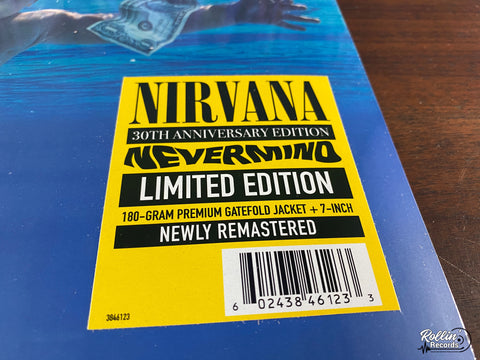 NIRVANA
30TH ANNIVERSARY EDITION
NEVERMIND
LIMITED EDITION
180-GRAM PREMIUM GATEFOLD JACKET + 7-INCH
NEWLY REMASTERED
6 02438 46123 3
3846123
Rollin'
Records